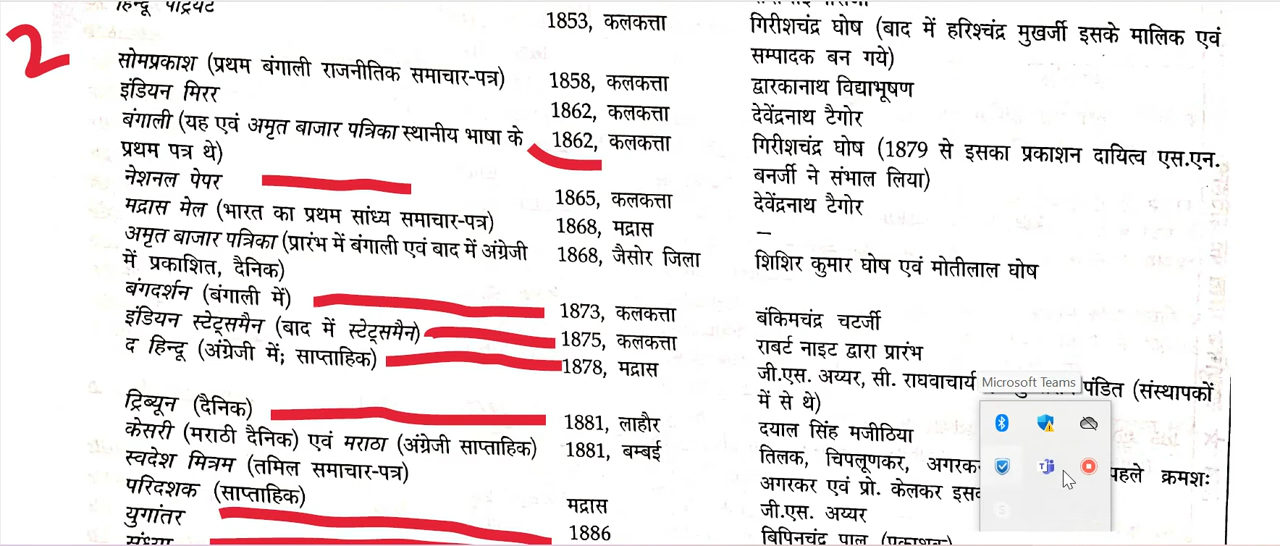 हिन्दू पैट्रियट
1853, कलकत्ता
गिरीशचंद्र घोष (बाद में हरिश्चंद्र मुखर्जी इसके मालिक एवं
सम्पादक बन गये)
2
सोमप्रकाश (प्रथम बंगाली राजनीतिक समाचार-पत्र)
1858, कलकत्ता
द्वारकानाथ विद्याभूषण
इंडियन मिरर
1862, कलकत्ता
देवेंद्रनाथ टैगोर
बंगाली (यह एवं अमृत बाजार पत्रिका स्थानीय भाषा के
प्रथम पत्र थे)
1862, कलकत्ता
गिरीशचंद्र घोष (1879 से इसका प्रकाशन दायित्व एस.एन.
बनर्जी ने संभाल लिया)
नेशनल पेपर
1865, कलकत्ता
देवेंद्रनाथ टैगोर
मद्रास मेल (भारत का प्रथम सांध्य समाचार-पत्र)
1868, मद्रास
–
अमृत बाजार पत्रिका (प्रारंभ में बंगाली एवं बाद में अंग्रेजी
में प्रकाशित, दैनिक)
1868, जैसोर जिला
शिशिर कुमार घोष एवं मोतीलाल घोष
बंगदर्शन (बंगाली में)
1873, कलकत्ता
बंकिमचंद्र चटर्जी
इंडियन स्टेट्समैन (बाद में स्टेट्समैन)
1875, कलकत्ता
राबर्ट नाइट द्वारा प्रारंभ
द हिन्दू (अंग्रेजी में; साप्ताहिक)
1878, मद्रास
जी.एस. अय्यर, सी. राघवाचार्य पंडित (संस्थापकों
में से थे)
Microsoft Teams
ट्रिब्यून (दैनिक)
1881, लाहौर
दयाल सिंह मजीठिया
केसरी (मराठी दैनिक) एवं मराठा (अंग्रेजी साप्ताहिक)
1881, बम्बई
तिलक, चिपलूणकर, पहले क्रमशः
अगरकर एवं प्रो. केलकर
स्वदेश मित्रम (तमिल समाचार-पत्र)
मद्रास
जी.एस. अय्यर
परिदशक (साप्ताहिक)
1886
बिपिनचंद्र पाल (प्रकाशक)
युगांतर
संध्या